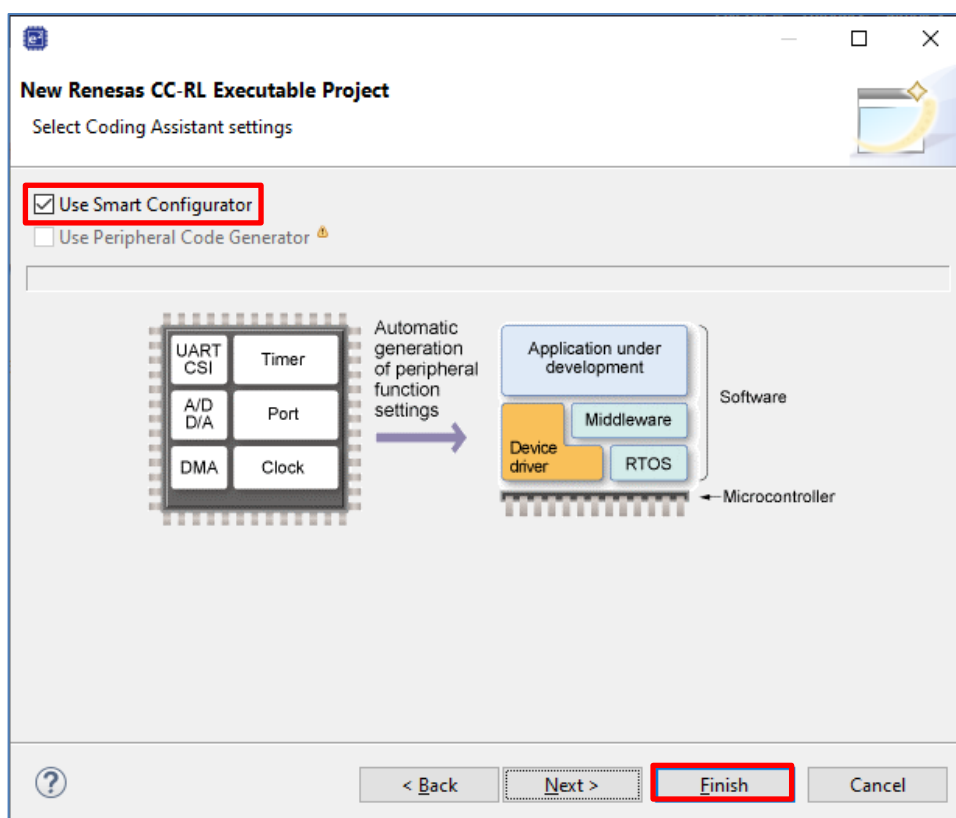 New Renesas CC-RL Executable Project
Select Coding Assistant settings
Use Smart Configurator
Use Peripheral Code Generator
UART
CSI
Timer
A/D
D/A
Port
DMA
Clock
Automatic
generation
of peripheral
function
settings
Application under
development
Middleware
Device
driver
RTOS
Software
Microcontroller
?
< Back
Next >
Finish
Cancel